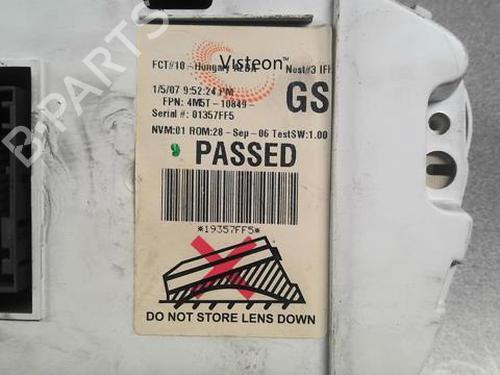 Visteon™
FCT#10 - Hungary Nest#3
1/5/07 9:52:24 PM
FPN: 4M5T-10849-
GS
Serial #: 01357FF5
NVM:01 ROM:28-Sep-06 TestSW:1.00
9 PASSED
*19357FF5*
DO NOT STORE LENS DOWN
B-PARTS